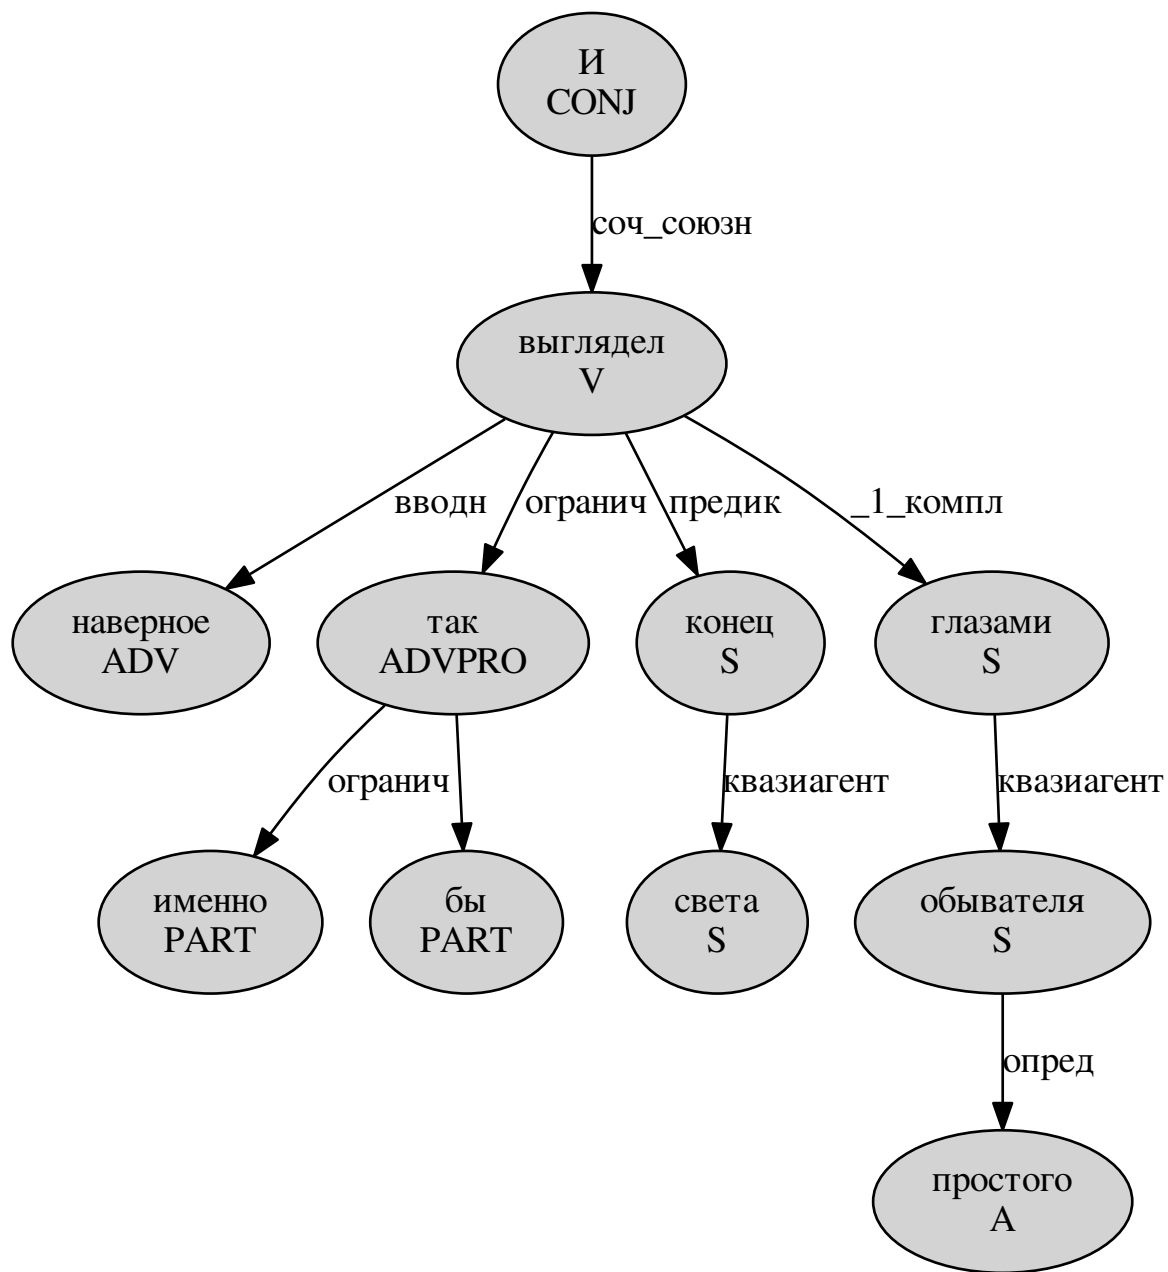 И
CONJ
соч_союзн
выглядел
V
вводн
огранич
предик
_1_компл
наверное
ADV
так
ADVPRO
конец
S
глазами
S
огранич
квазиагент
квазиагент
именно
PART
бы
PART
света
S
обывателя
S
опред
простого
A